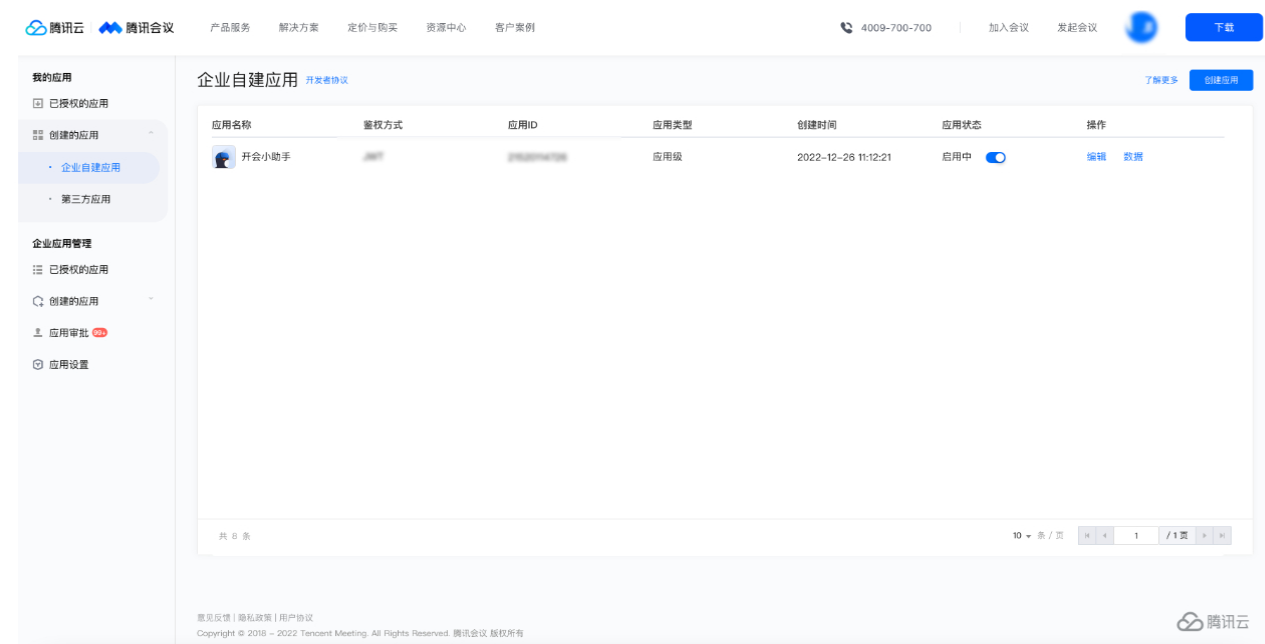 腾讯云 腾讯会议 产品服务 解决方案 定价与购买 资源中心 客户案例 4009-700-700 加入会议 发起会议 下载
我的应用
已授权的应用
创建的应用
· 企业自建应用
· 第三方应用
企业应用管理
已授权的应用
创建的应用
应用审批 99+
应用设置
企业自建应用 开发者协议 了解更多 创建应用
应用名称 鉴权方式 应用ID 应用类型 创建时间 应用状态 操作
开会小助手 应用级 2022-12-26 11:12:21 启用中 编辑 数据
共 8 条 10 条 / 页 1 / 1 页
意见反馈 | 隐私政策 | 用户协议
Copyright © 2018 - 2022 Tencent Meeting. All Rights Reserved. 腾讯会议 版权所有
腾讯云